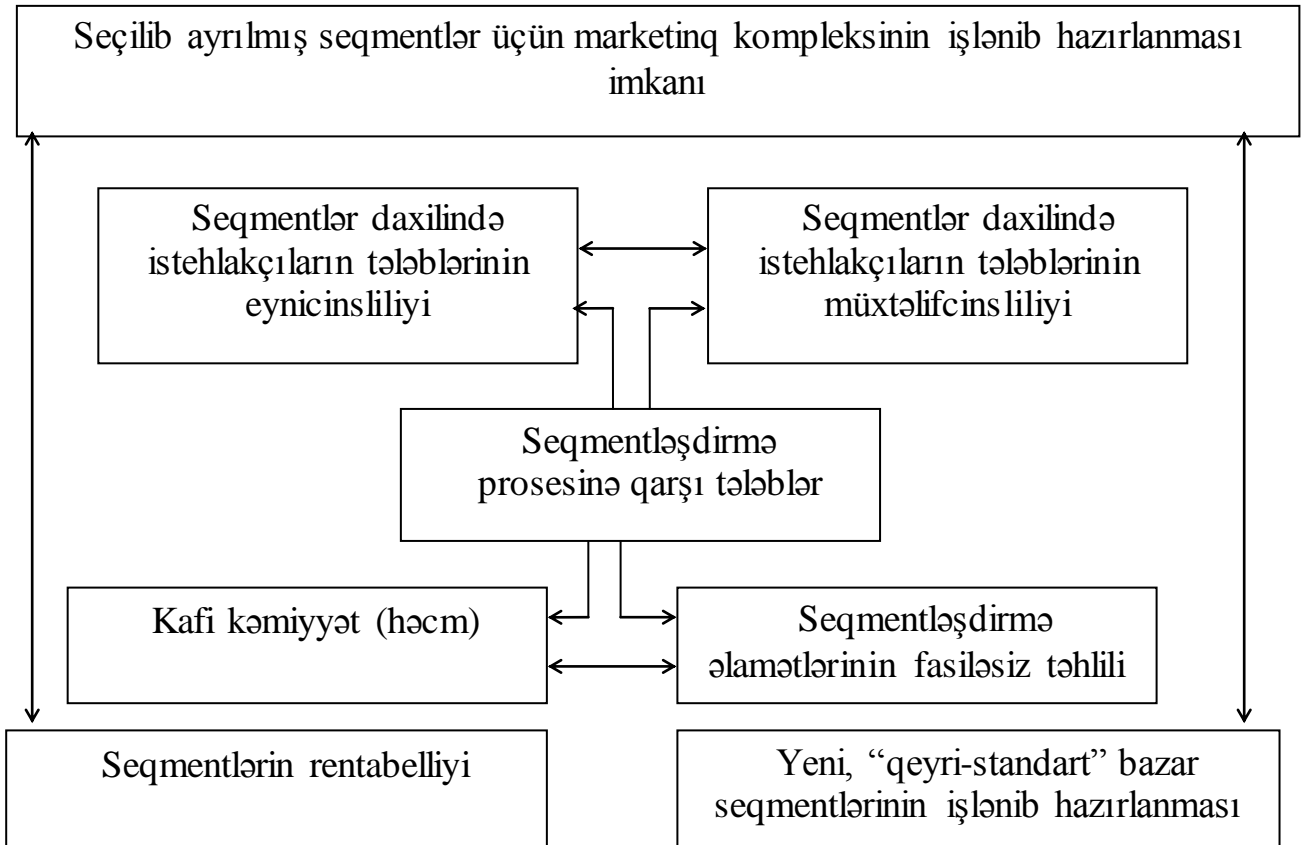 Seçilib ayrılmış seqmentlər üçün marketinq kompleksinin işlənib hazırlanması
imkanı
Seqmentlər daxilində
istehlakçıların tələblərinin
eynicinsliliyi
Seqmentlər daxilində
istehlakçıların tələblərinin
müxtəlifcinsliliyi
Seqmentləşdirmə
prosesinə qarşı tələblər
Kafi kəmiyyət (həcm)
Seqmentləşdirmə
əlamətlərinin fasiləsiz təhlili
Seqmentlərin rentabelliyi
Yeni, “qeyri-standart” bazar
seqmentlərinin işlənib hazırlanması